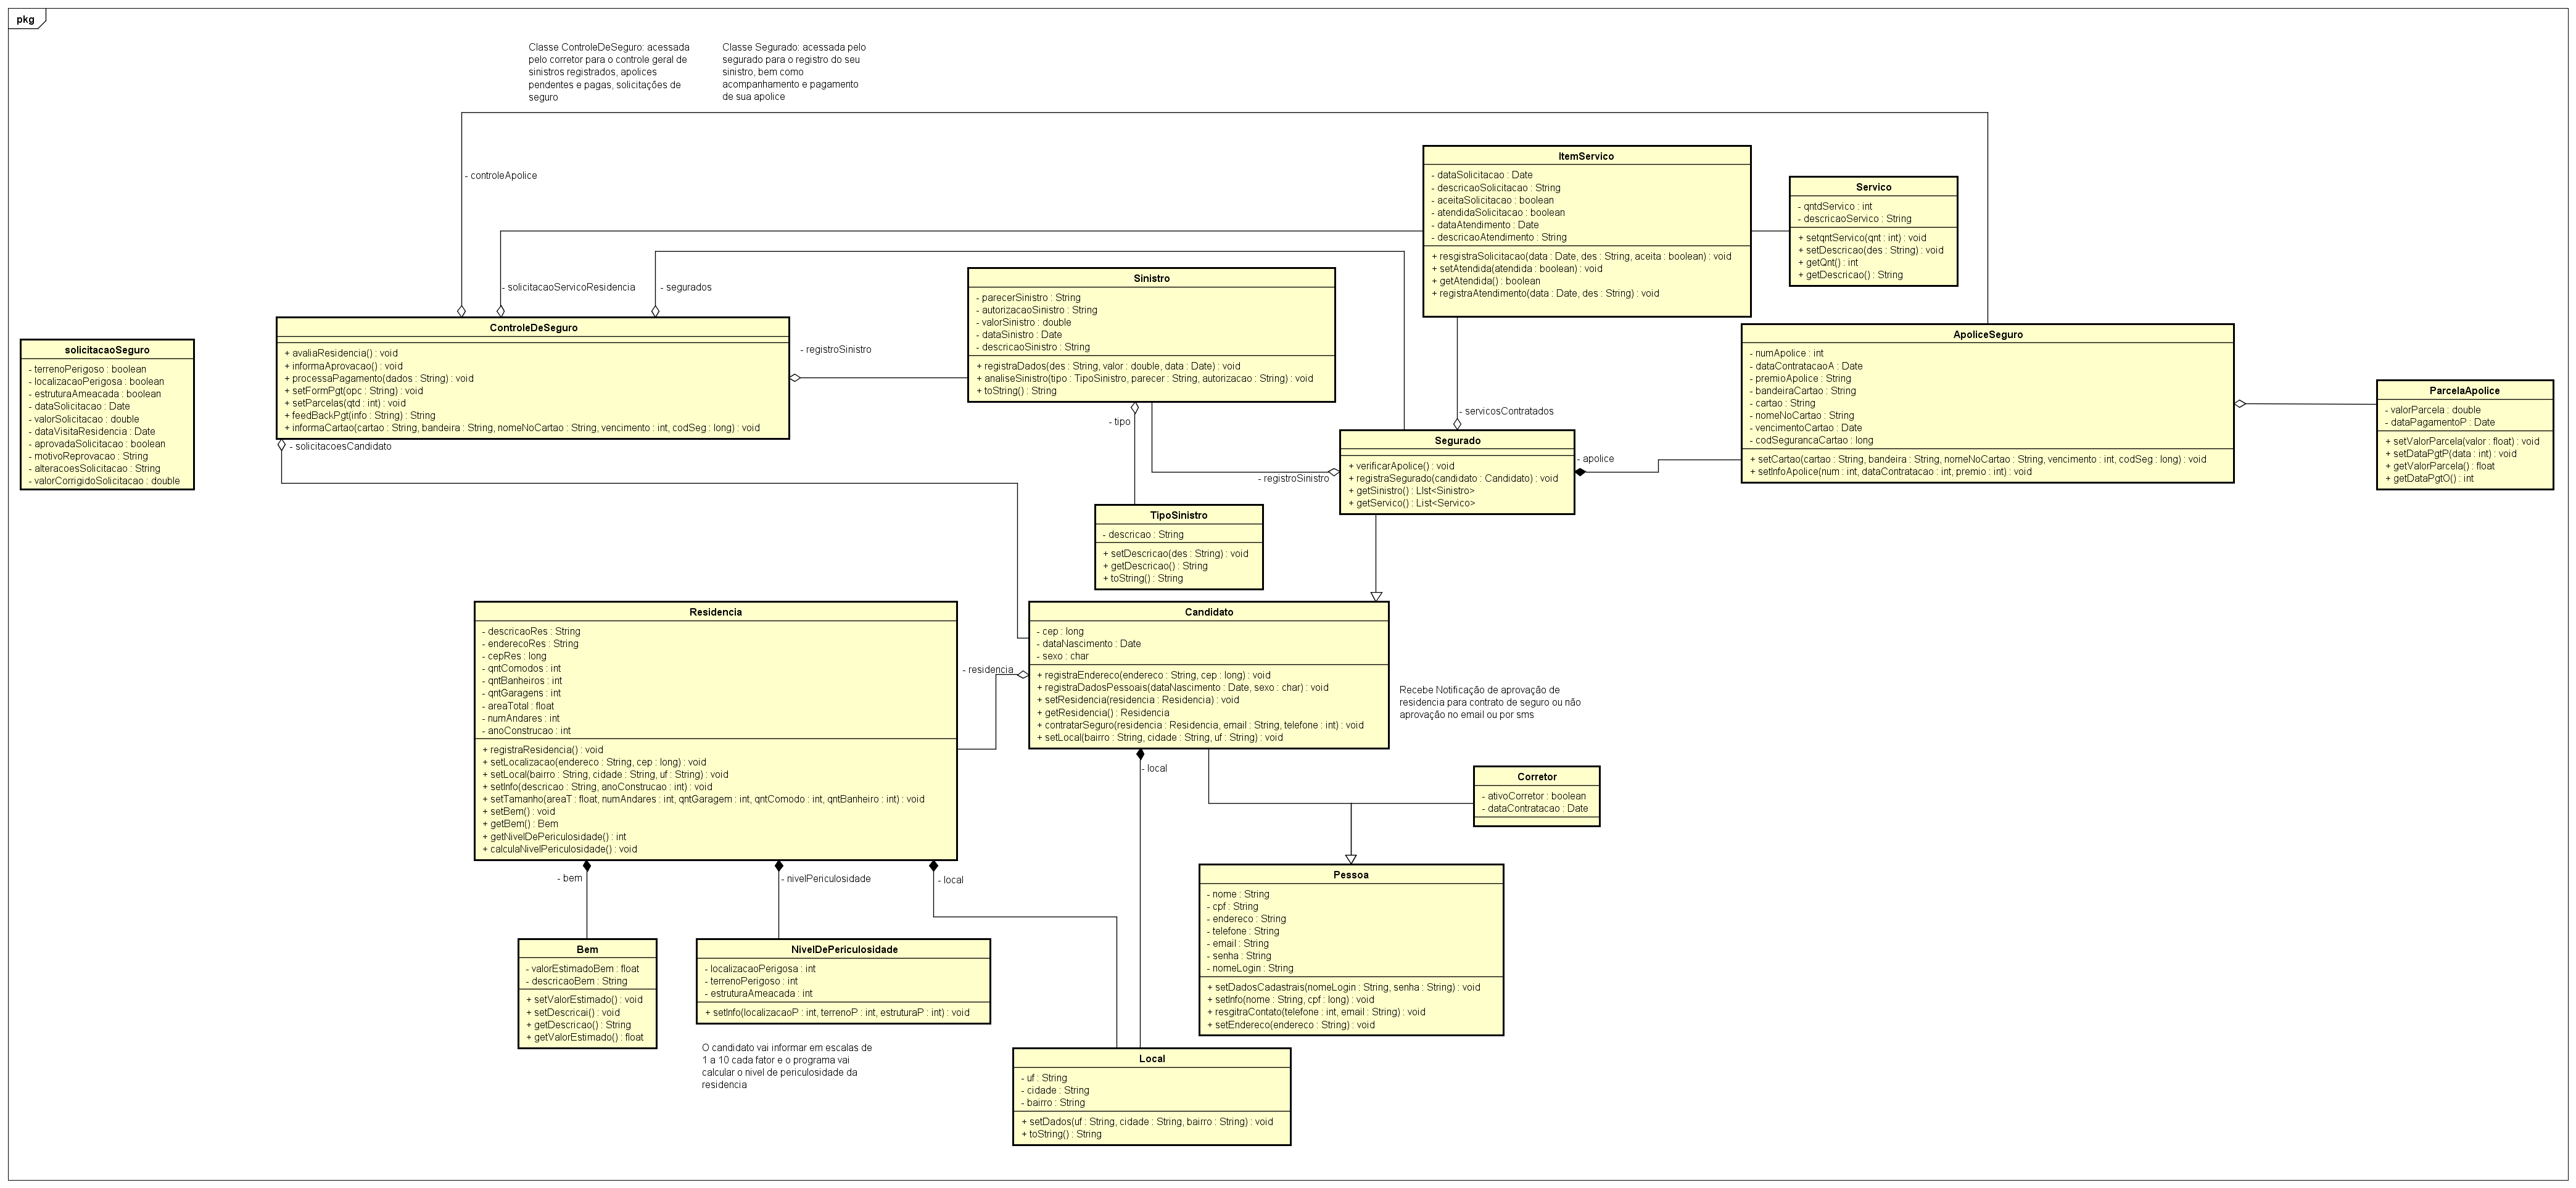 pkg
Classe ControleDeSeguro: acessada
pelo corretor para o controle geral de
sinistros registrados, apolices
pendentes e pagas, solicitações de
seguro
Classe Segurado: acessada pelo
segurado para o registro do seu
sinistro, bem como
acompanhamento e pagamento
de sua apolice
- controleApolice
- solicitacaoServicoResidencia
- segurados
ItemServico
- dataSolicitacao : Date
- descricaoSolicitacao : String
- aceitaSolicitacao : boolean
- atendidaSolicitacao : boolean
- dataAtendimento : Date
- descricaoAtendimento : String
+ resgistraSolicitacao(data : Date, des : String, aceita : boolean) : void
+ setAtendida(atendida : boolean) : void
+ getAtendida() : boolean
+ registraAtendimento(data : Date, des : String) : void
Servico
- qntdServico : int
- descricaoServico : String
+ setqntServico(qnt : int) : void
+ setDescricao(des : String) : void
+ getQnt() : int
+ getDescricao() : String
solicitacaoSeguro
- terrenoPerigoso : boolean
- localizacaoPerigosa : boolean
- estruturaAmeacada : boolean
- dataSolicitacao : Date
- valorSolicitacao : double
- dataVisitaResidencia : Date
- aprovadaSolicitacao : boolean
- motivoReprovacao : String
- alteracoesSolicitacao : String
- valorCorrigidoSolicitacao : double
ControleDeSeguro
+ avaliaResidencia() : void
+ informaAprovacao() : void
+ processaPagamento(dados : String) : void
+ setFormPgt(opc : String) : void
+ setParcelas(qtd : int) : void
+ feedBackPgt(info : String) : String
+ informaCartao(cartao : String, bandeira : String, nomeNoCartao : String, vencimento : int, codSeg : long) : void
- registroSinistro
- solicitacoesCandidato
Sinistro
- parecerSinistro : String
- autorizacaoSinistro : String
- valorSinistro : double
- dataSinistro : Date
- descricaoSinistro : String
+ registraDados(des : String, valor : double, data : Date) : void
+ analiseSinistro(tipo : TipoSinistro, parecer : String, autorizacao : String) : void
+ toString() : String
- tipo
- registroSinistro
- servicosContratados
Segurado
+ verificarApolice() : void
+ registraSegurado(candidato : Candidato) : void
+ getSinistro() : LIst<Sinistro>
+ getServico() : List<Servico>
- apolice
ApoliceSeguro
- numApolice : int
- dataContratacaoA : Date
- premioApolice : String
- bandeiraCartao : String
- cartao : String
- nomeNoCartao : String
- vencimentoCartao : Date
- codSegurancaCartao : long
+ setCartao(cartao : String, bandeira : String, nomeNoCartao : String, vencimento : int, codSeg : long) : void
+ setInfoApolice(num : int, dataContratacao : int, premio : int) : void
ParcelaApolice
- valorParcela : double
- dataPagamentoP : Date
+ setValorParcela(valor : float) : void
+ setDataPgtP(data : int) : void
+ getValorParcela() : float
+ getDataPgtO() : int
TipoSinistro
- descricao : String
+ setDescricao(des : String) : void
+ getDescricao() : String
+ toString() : String
Residencia
- descricaoRes : String
- enderecoRes : String
- cepRes : long
- qntComodos : int
- qntBanheiros : int
- qntGaragens : int
- areaTotal : float
- numAndares : int
- anoConstrucao : int
+ registraResidencia() : void
+ setLocalizacao(endereco : String, cep : long) : void
+ setLocal(bairro : String, cidade : String, uf : String) : void
+ setInfo(descricao : String, anoConstrucao : int) : void
+ setTamanho(areaT : float, numAndares : int, qntGaragem : int, qntComodo : int, qntBanheiro : int) : void
+ setBem() : void
+ getBem() : Bem
+ getNivelDePericulosidade() : int
+ calculaNivelPericulosidade() : void
- residencia
Candidato
- cep : long
- dataNascimento : Date
- sexo : char
+ registraEndereco(endereco : String, cep : long) : void
+ registraDadosPessoais(dataNascimento : Date, sexo : char) : void
+ setResidencia(residencia : Residencia) : void
+ getResidencia() : Residencia
+ contratarSeguro(residencia : Residencia, email : String, telefone : int) : void
+ setLocal(bairro : String, cidade : String, uf : String) : void
Recebe Notificação de aprovação de
residencia para contrato de seguro ou não
aprovação no email ou por sms
- local
Corretor
- ativoCorretor : boolean
- dataContratacao : Date
- bem
- nivelPericulosidade
- local
Pessoa
- nome : String
- cpf : String
- endereco : String
- telefone : String
- email : String
- senha : String
- nomeLogin : String
+ setDadosCadastrais(nomeLogin : String, senha : String) : void
+ setInfo(nome : String, cpf : long) : void
+ resgitraContato(telefone : int, email : String) : void
+ setEndereco(endereco : String) : void
Bem
- valorEstimadoBem : float
- descricaoBem : String
+ setValorEstimado() : void
+ setDescricai() : void
+ getDescricao() : String
+ getValorEstimado() : float
NivelDePericulosidade
- localizacaoPerigosa : int
- terrenoPerigoso : int
- estruturaAmeacada : int
+ setInfo(localizacaoP : int, terrenoP : int, estruturaP : int) : void
O candidato vai informar em escalas de
1 a 10 cada fator e o programa vai
calcular o nivel de periculosidade da
residencia
Local
- uf : String
- cidade : String
- bairro : String
+ setDados(uf : String, cidade : String, bairro : String) : void
+ toString() : String